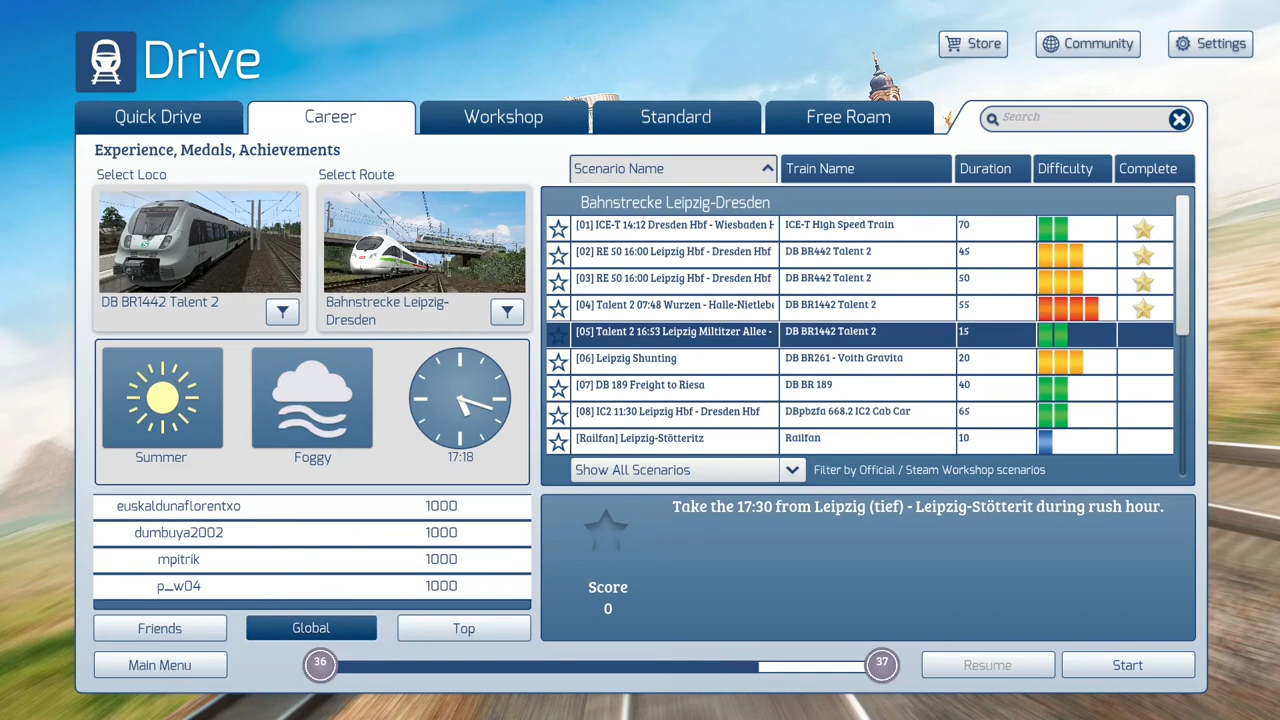 Drive
Store
Community
Settings
Quick Drive
Career
Workshop
Standard
Free Roam
Search
Experience, Medals, Achievements
Select Loco
Select Route
DB BR1442 Talent 2
Bahnstrecke Leipzig-
Dresden
Summer
Foggy
17:18
Scenario Name
Train Name
Duration
Difficulty
Complete
Bahnstrecke Leipzig-Dresden
[01] ICE-T 14:12 Dresden Hbf - Wiesbaden H
ICE-T High Speed Train
70
[02] RE 50 16:00 Leipzig Hbf - Dresden Hbf
DB BR442 Talent 2
45
[03] RE 50 16:00 Leipzig Hbf - Dresden Hbf
DB BR442 Talent 2
50
[04] Talent 2 07:48 Wurzen - Halle-Nietlebe
DB BR1442 Talent 2
55
[05] Talent 2 16:53 Leipzig Miltitzer Allee -
DB BR1442 Talent 2
15
[06] Leipzig Shunting
DB BR261 - Voith Gravita
20
[07] DB 189 Freight to Riesa
DB BR 189
40
[08] IC2 11:30 Leipzig Hbf - Dresden Hbf
DBpbzfa 668.2 IC2 Cab Car
65
[Railfan] Leipzig-Stötteritz
Railfan
10
Show All Scenarios
Filter by Official / Steam Workshop scenarios
euskaldunaflorentxo 1000
dumbuya2002 1000
mpitrik 1000
p_w04 1000
Friends
Global
Top
Take the 17:30 from Leipzig (tief) - Leipzig-Stötterit during rush hour.
Score
0
Main Menu
36
37
Resume
Start